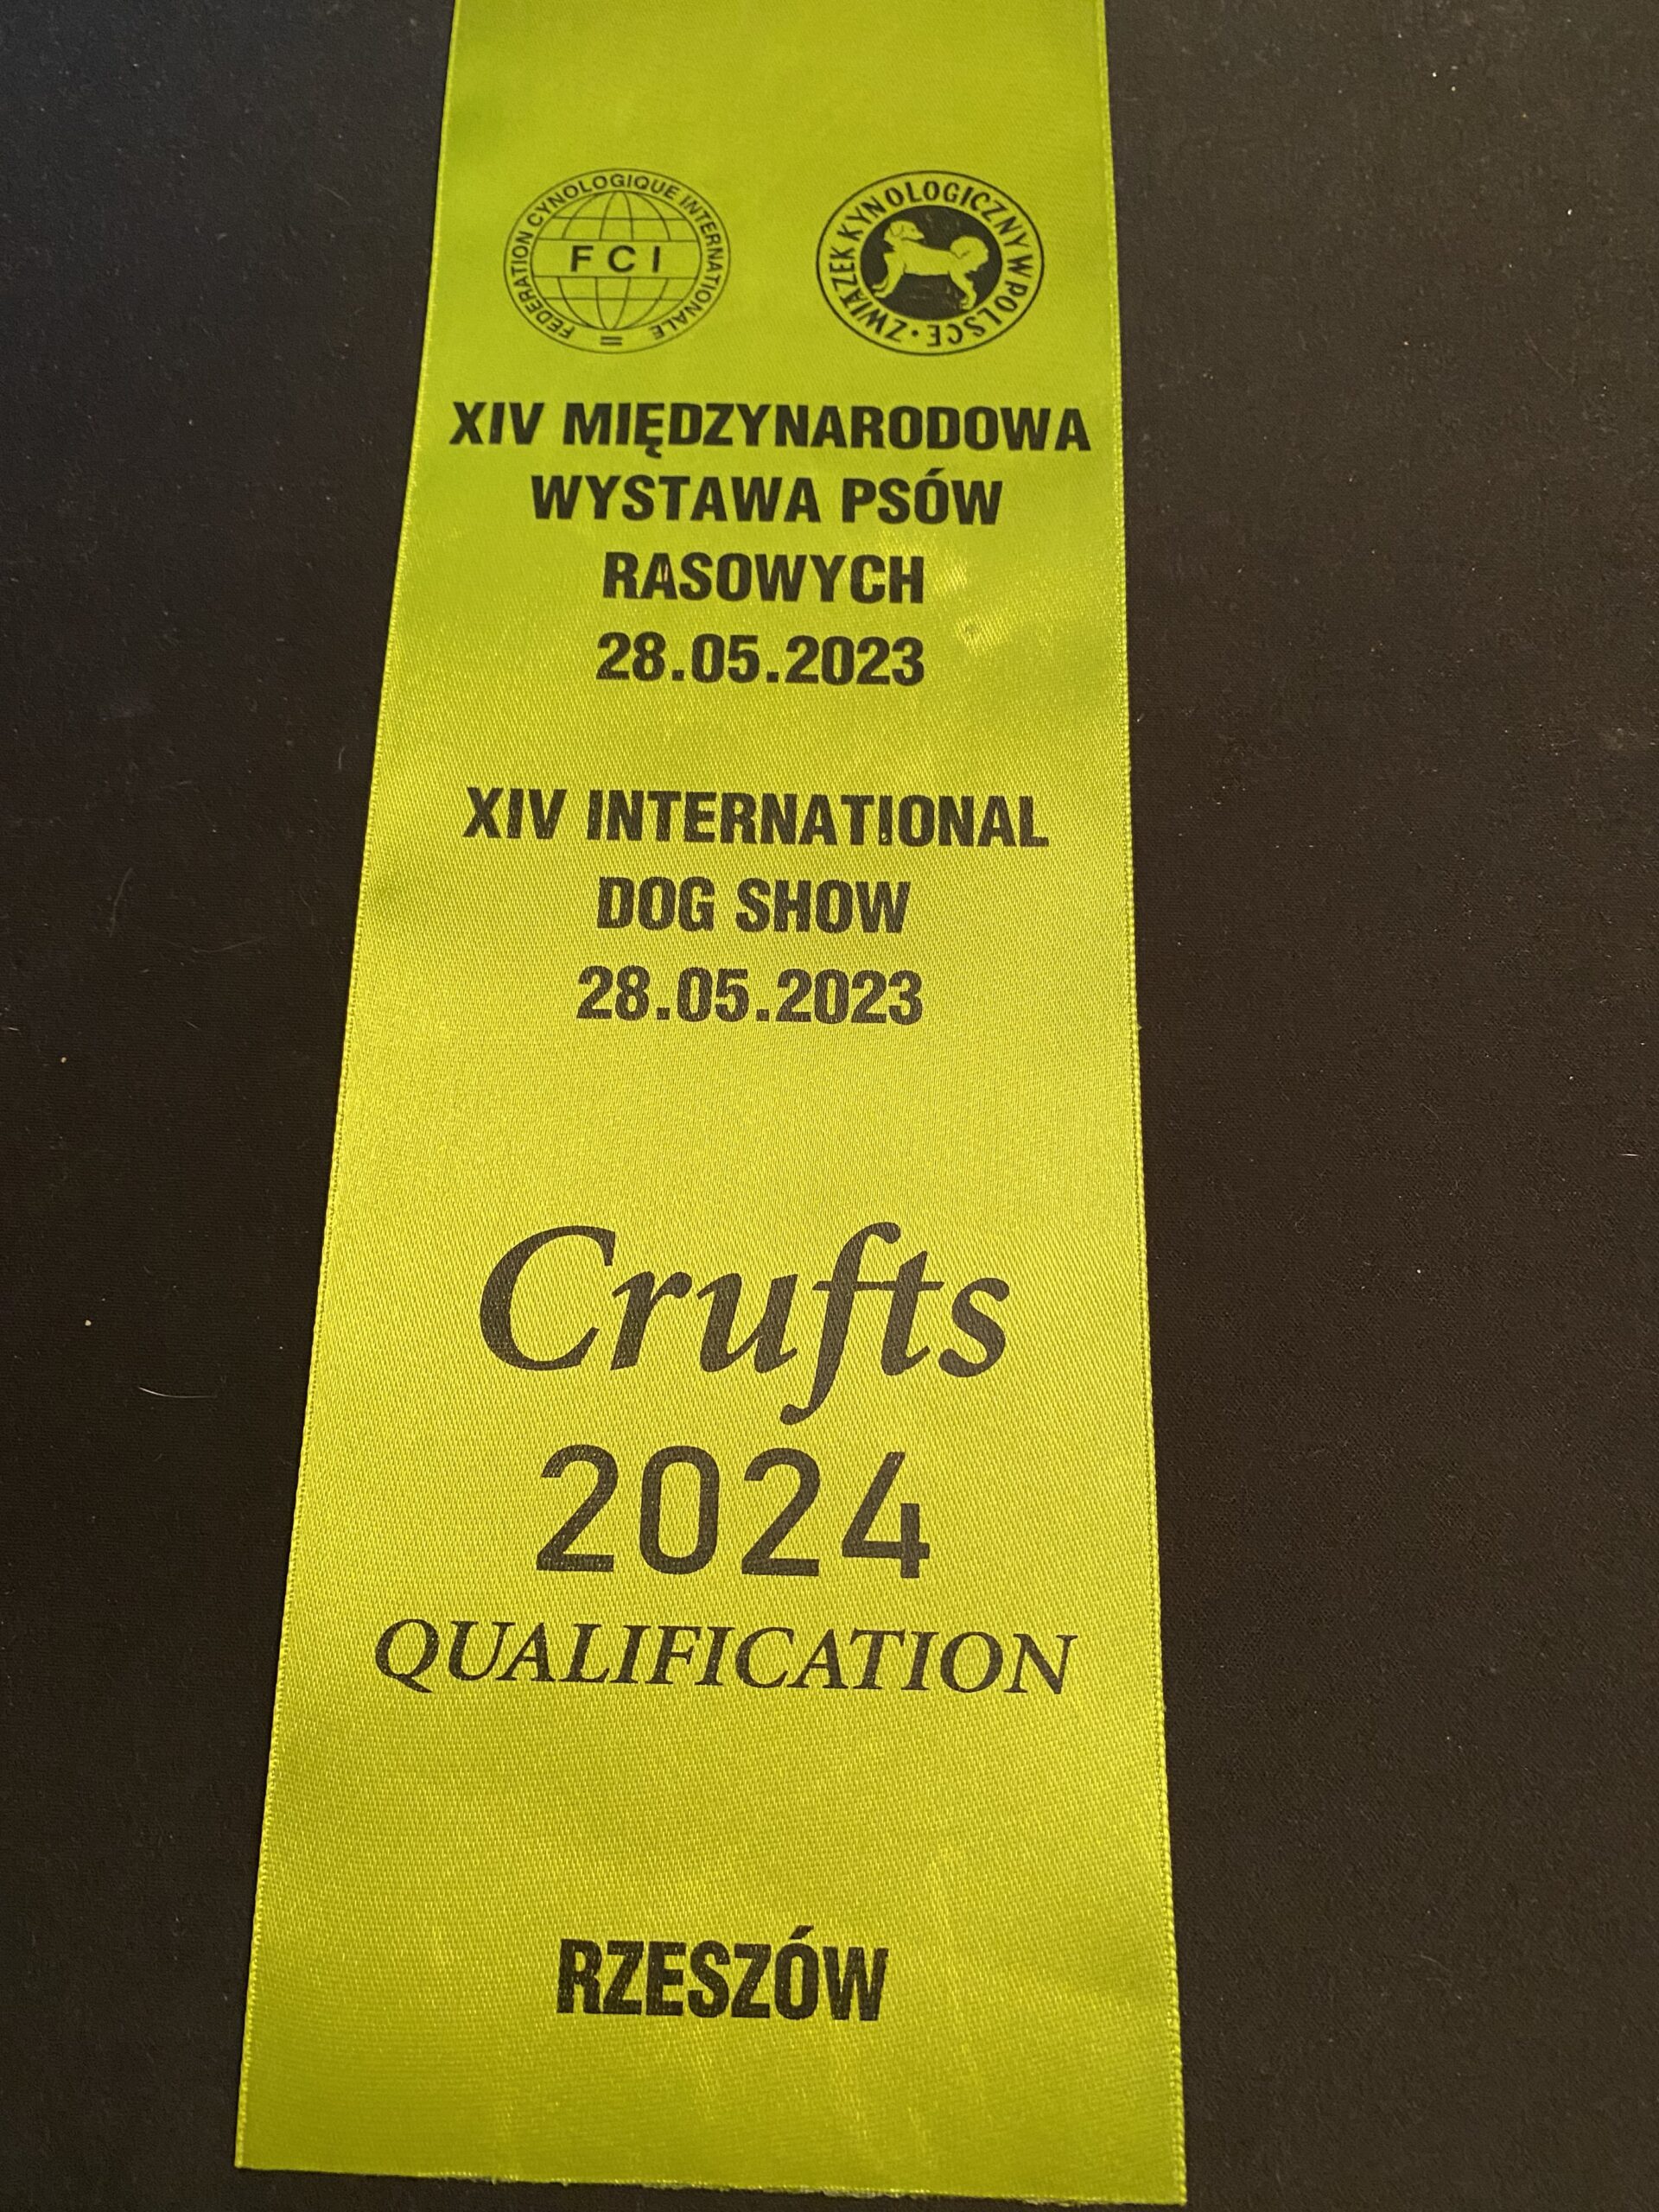 FEDERATION CYNOLOGIQUE INTERNATIONALE
FCI
ZWIĄZEK KYNOLOGICZNY W POLSCE ·
XIV MIĘDZYNARODOWA
WYSTAWA PSÓW
RASOWYCH
28.05.2023
XIV INTERNATIONAL
DOG SHOW
28.05.2023
Crufts
2024
QUALIFICATION
RZESZÓW